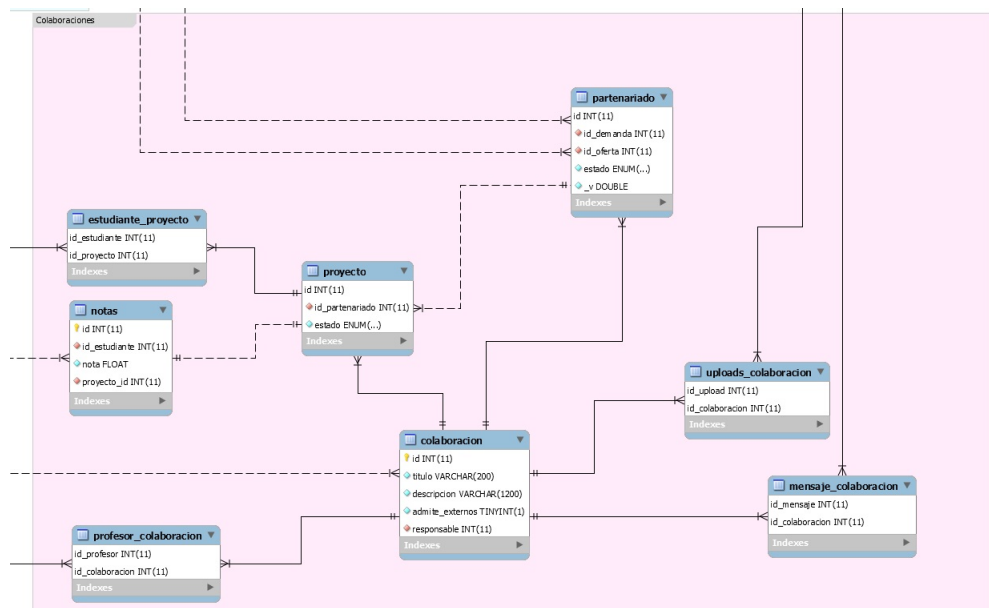 Colaboraciones
partenariado
id INT(11)
id_demanda INT(11)
id_oferta INT(11)
estado ENUM(...)
_v DOUBLE
Indexes
estudiante_proyecto
id_estudiante INT(11)
id_proyecto INT(11)
Indexes
proyecto
id INT(11)
id_partenariado INT(11)
estado ENUM(...)
Indexes
notas
id INT(11)
id_estudiante INT(11)
nota FLOAT
proyecto_id INT(11)
Indexes
uploads_colaboracion
id_upload INT(11)
id_colaboracion INT(11)
Indexes
colaboracion
id INT(11)
titulo VARCHAR(200)
descripcion VARCHAR(1200)
admite_externos TINYINT(1)
responsable INT(11)
Indexes
mensaje_colaboracion
id_mensaje INT(11)
id_colaboracion INT(11)
Indexes
profesor_colaboracion
id_profesor INT(11)
id_colaboracion INT(11)
Indexes